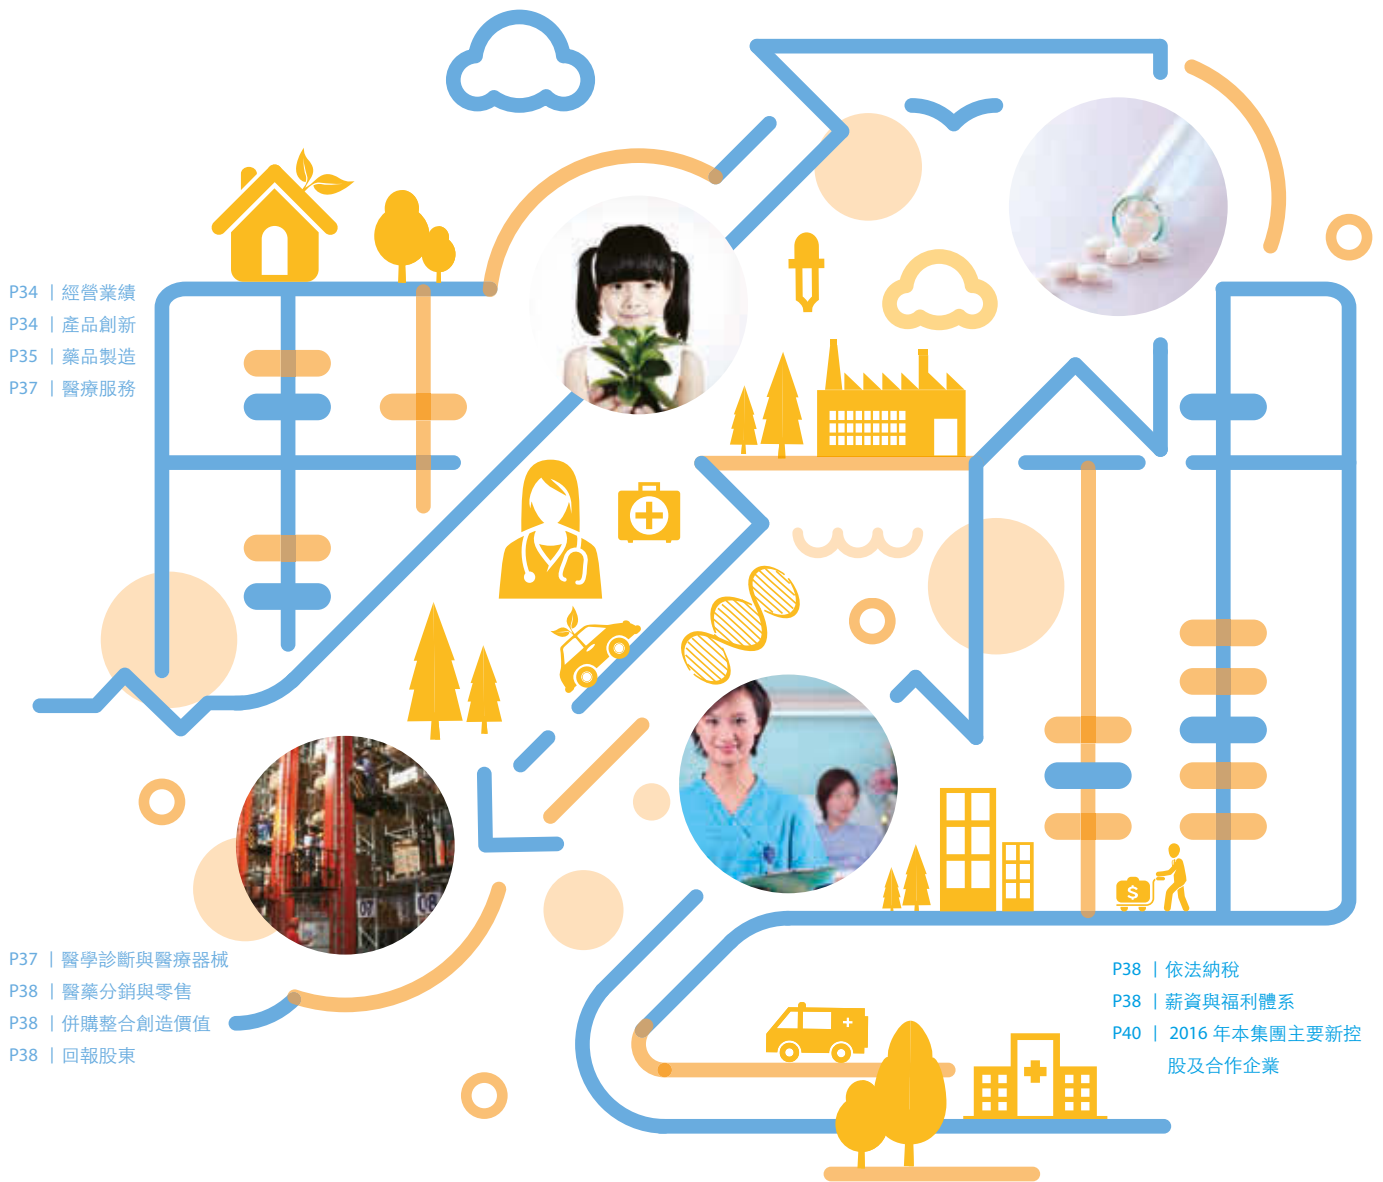 P34 | 經營業績
P34 | 產品創新
P35 | 藥品製造
P37 | 醫療服務
$
07
08
P37 | 醫學診斷與醫療器械
P38 | 醫藥分銷與零售
P38 | 併購整合創造價值
P38 | 回報股東
P38 | 依法納稅
P38 | 薪資與福利體系
P40 | 2016 年本集團主要新控
股及合作企業